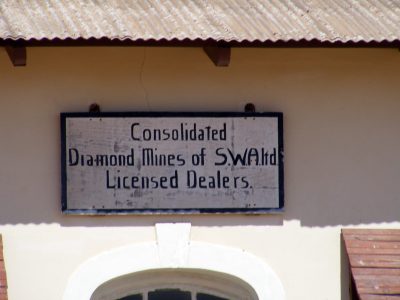 Consolidated
Diamond Mines of S.W.A.ltd
Licensed Dealers.